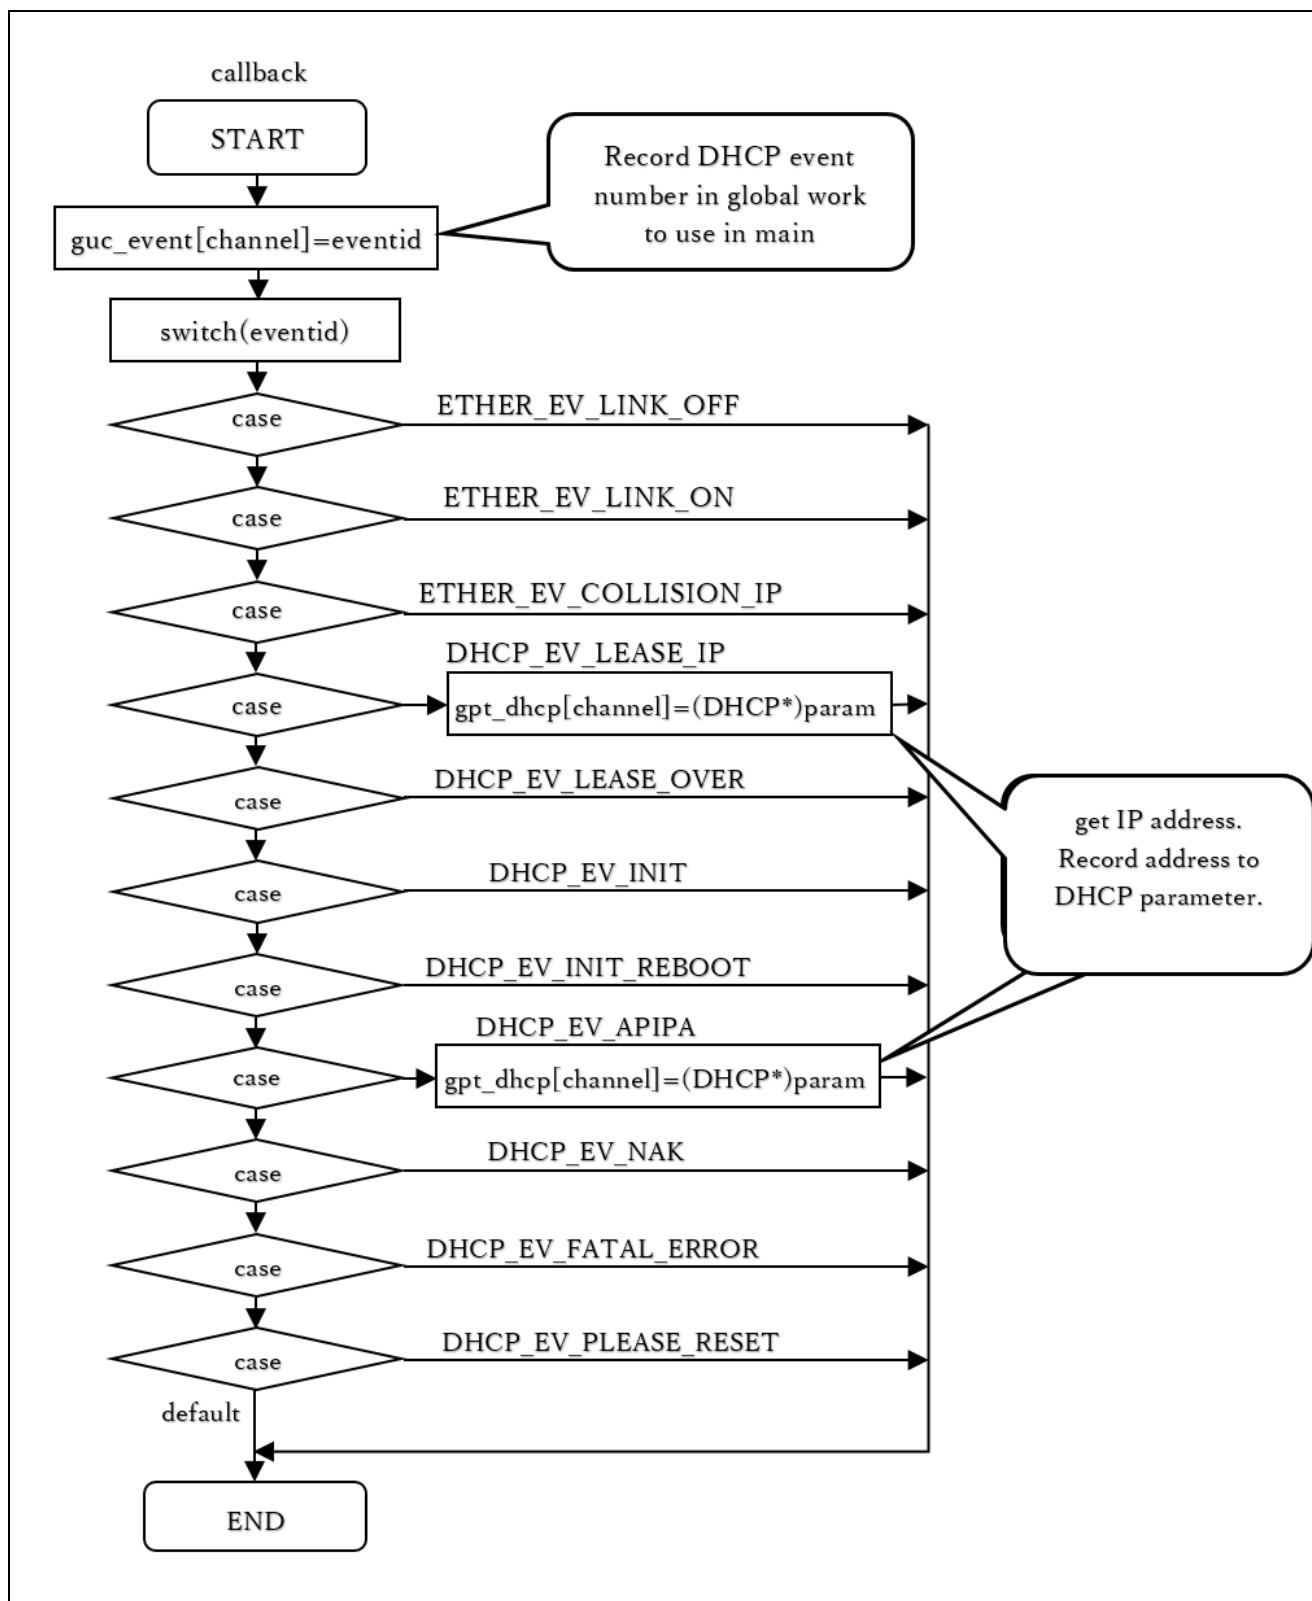 callback
START
Record DHCP event
number in global work
to use in main
guc_event[channel]=eventid
switch(eventid)
case
ETHER_EV_LINK_OFF
case
ETHER_EV_LINK_ON
case
ETHER_EV_COLLISION_IP
DHCP_EV_LEASE_IP
case
gpt_dhcp[channel]=(DHCP*)param
case
DHCP_EV_LEASE_OVER
get IP address.
Record address to
DHCP parameter.
case
DHCP_EV_INIT
case
DHCP_EV_INIT_REBOOT
DHCP_EV_APIPA
case
gpt_dhcp[channel]=(DHCP*)param
case
DHCP_EV_NAK
case
DHCP_EV_FATAL_ERROR
case
DHCP_EV_PLEASE_RESET
default
END